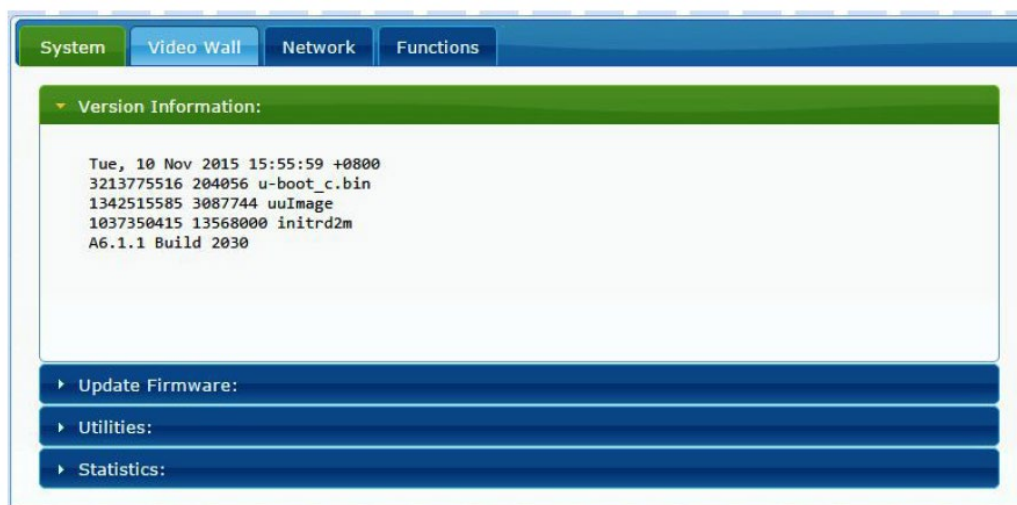 System Video Wall Network Functions
Version Information:
Tue, 10 Nov 2015 15:55:59 +0800
3213775516 204056 u-boot_c.bin
1342515585 3087744 uuImage
1037350415 13568000 initrd2m
A6.1.1 Build 2030
Update Firmware:
Utilities:
Statistics: